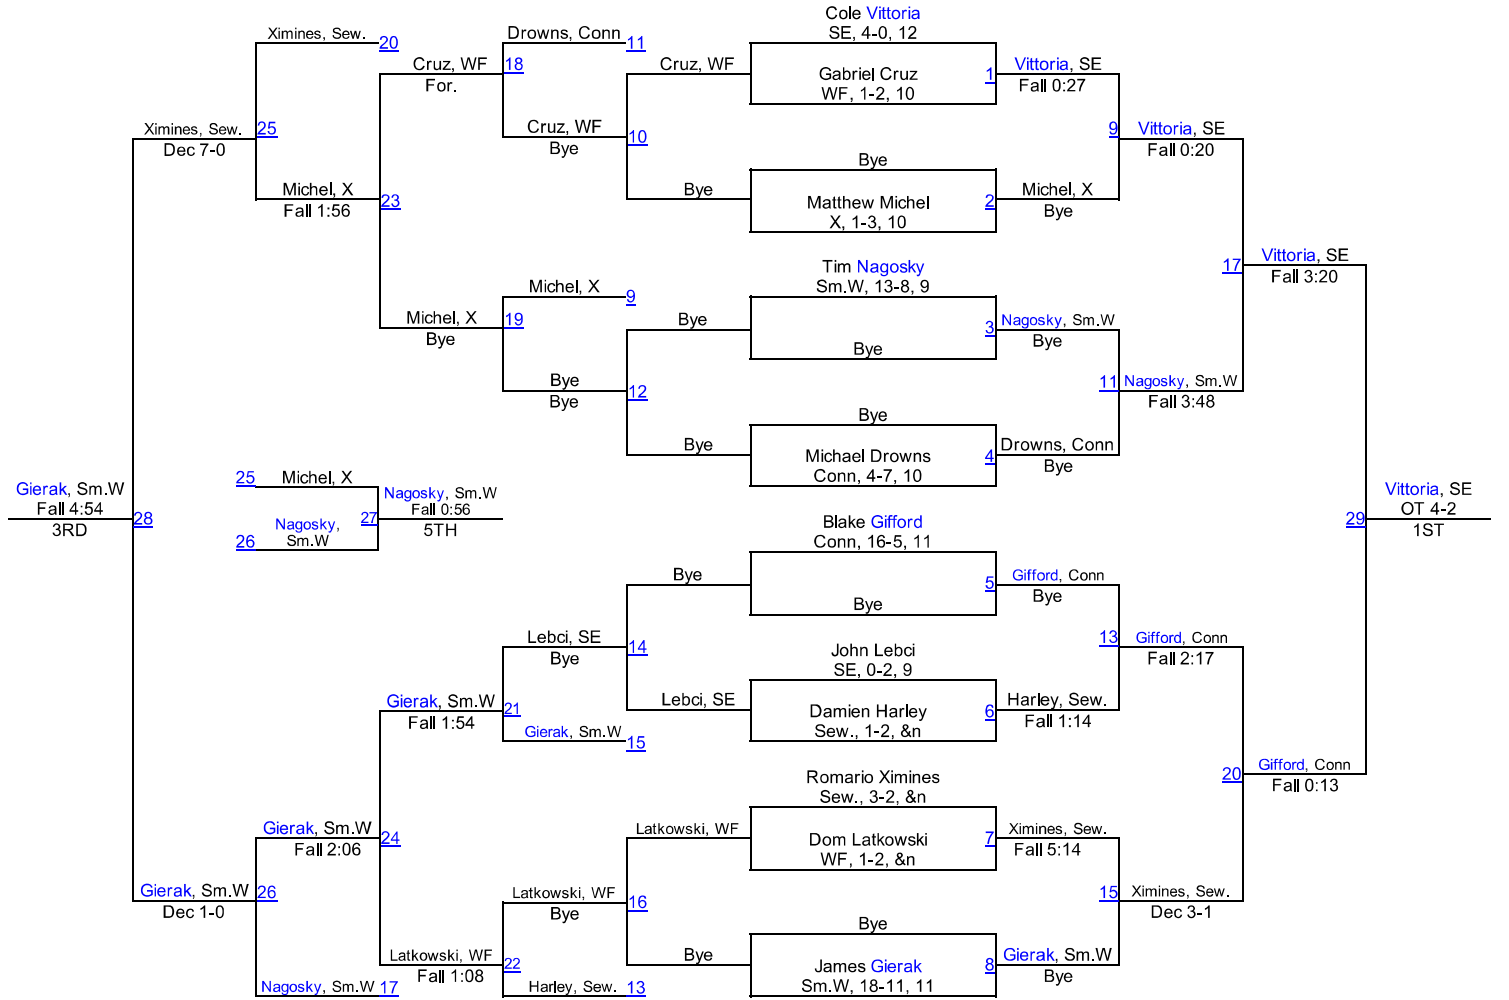 Cole Vittoria
SE, 4-0, 12
Ximines, Sew.
20
Drowns, Conn
11
Cruz, WF
18
For.
Cruz, WF
Gabriel Cruz
WF, 1-2, 10
1
Vittoria, SE
Fall 0:27
Ximines, Sew.
25
Dec 7-0
Cruz, WF
Bye
10
9
Vittoria, SE
Fall 0:20
Bye
Michel, X
Fall 1:56
23
Bye
Matthew Michel
X, 1-3, 10
2
Michel, X
Bye
17
Vittoria, SE
Fall 3:20
Tim Nagosky
Sm.W, 13-8, 9
Michel, X
9
Michel, X
19
Bye
Bye
3
Nagosky, Sm.W
Bye
Bye
Bye
Bye
12
11
Nagosky, Sm.W
Fall 3:48
Bye
Bye
Michael Drowns
Conn, 4-7, 10
4
Drowns, Conn
Bye
25
Michel, X
Gierak, Sm.W
Fall 4:54
28
3RD
Nagosky,
Sm.W
26
27
Nagosky, Sm.W
Fall 0:56
5TH
29
Vittoria, SE
OT 4-2
1ST
Blake Gifford
Conn, 16-5, 11
Bye
5
Gifford, Conn
Bye
Bye
Lebci, SE
Bye
14
13
Gifford, Conn
Fall 2:17
John Lebci
SE, 0-2, 9
Lebci, SE
Damien Harley
Sew., 1-2, &n
6
Harley, Sew.
Fall 1:14
Gierak, Sm.W
21
Fall 1:54
Gierak, Sm.W
15
20
Gifford, Conn
Fall 0:13
Romario Ximines
Sew., 3-2, &n
Gierak, Sm.W
24
Fall 2:06
Latkowski, WF
Dom Latkowski
WF, 1-2, &n
7
Ximines, Sew.
Fall 5:14
Gierak, Sm.W
26
Dec 1-0
Latkowski, WF
Bye
16
15
Ximines, Sew.
Dec 3-1
Bye
Latkowski, WF
22
Fall 1:08
Bye
James Gierak
Sm.W, 18-11, 11
8
Gierak, Sm.W
Bye
Nagosky, Sm.W
17
Harley, Sew.
13